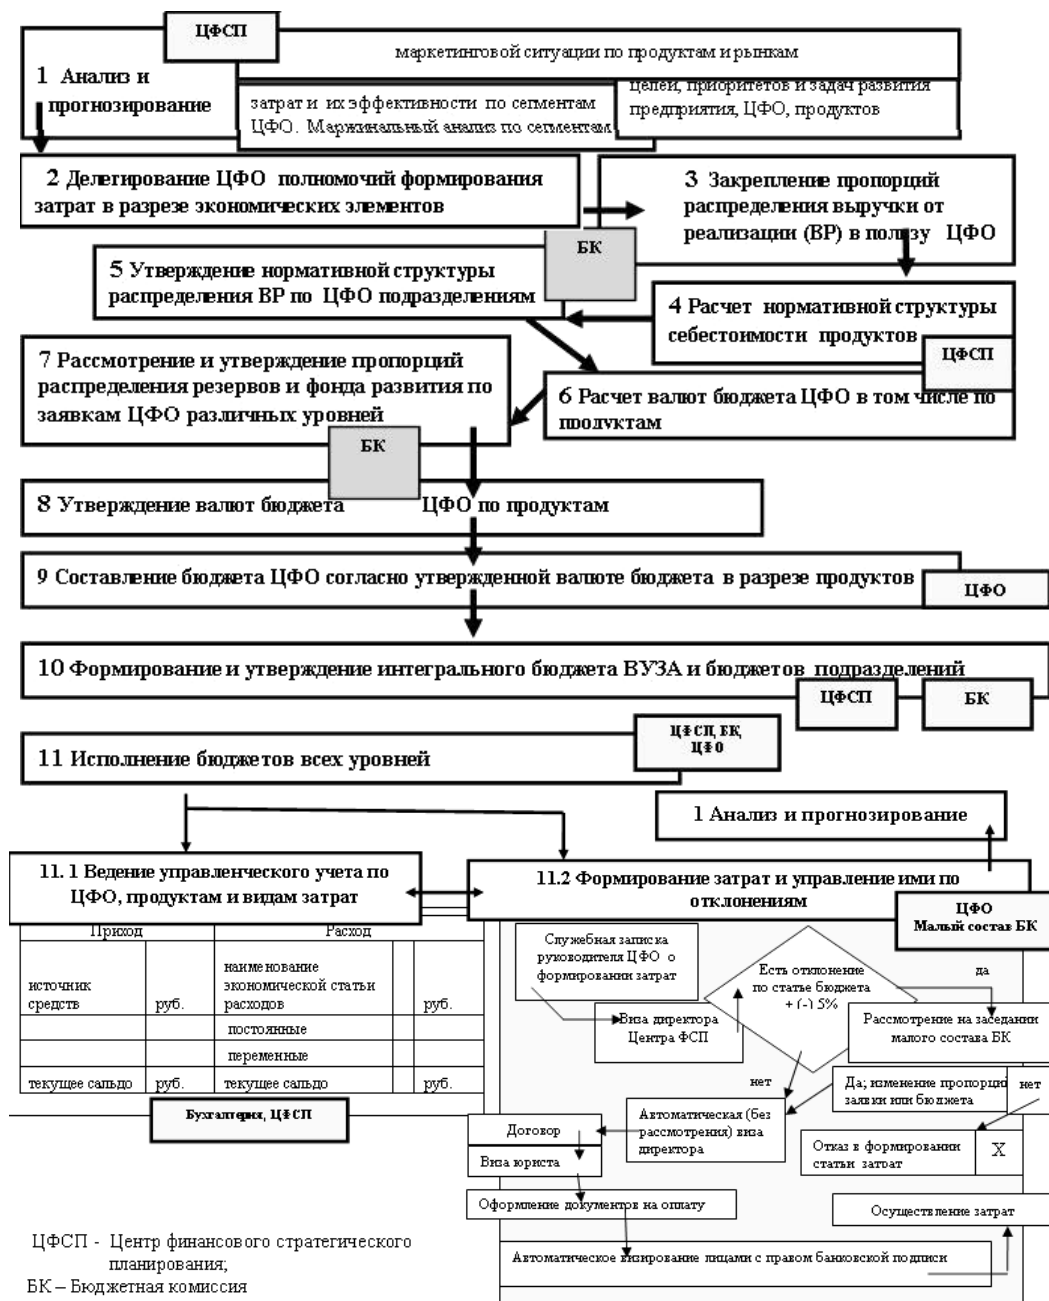 ЦФСП
маркетинговой ситуации по продуктам и рынкам
1 Анализ и
прогнозирование
затрат и их эффективности по сегментам
ЦФО. Маржинальный анализ по сегментам
целей, приоритетов и задач развития
предприятия, ЦФО, продуктов
2 Делегирование ЦФО полномочий формирования
затрат в разрезе экономических элементов
3 Закрепление пропорций
распределения выручки от
реализации (ВР) в пользу ЦФО
БК
5 Утверждение нормативной структуры
распределения ВР по ЦФО подразделениям
4 Расчет нормативной структуры
себестоимости продуктов
ЦФСП
7 Рассмотрение и утверждение пропорций
распределения резервов и фонда развития по
заявкам ЦФО различных уровней
6 Расчет валют бюджета ЦФО в том числе по
продуктам
БК
8 Утверждение валют бюджета ЦФО по продуктам
9 Составление бюджета ЦФО согласно утвержденной валюте бюджета в разрезе продуктов
ЦФО
10 Формирование и утверждение интегрального бюджета ВУЗА и бюджетов подразделений
ЦФСП
БК
11 Исполнение бюджетов всех уровней
ЦФСП, БК,
ЦФО
1 Анализ и прогнозирование
11. 1 Ведение управленческого учета по
ЦФО, продуктам и видам затрат
11.2 Формирование затрат и управление ими по
отклонениям
ЦФО
Малый состав БК
Приход Расход
источник
средств
руб.
наименование
экономической статьи
расходов
руб.
постоянные
переменные
текущее сальдо руб. текущее сальдо руб.
Бухгалтерия, ЦФСП
Служебная записка
руководителя ЦФО о
формировании затрат
Есть отклонение
по статье бюджета
+ (-) 5%
да
Виза директора
Центра ФСП
Рассмотрение на заседании
малого состава БК
нет
Да; изменение пропорций
заявки или бюджета
нет
Автоматическая (без
рассмотрения) виза
директора
Договор
Виза юриста
Отказ в формировании
статьи затрат
X
Оформление документов на оплату
Осуществление затрат
Автоматическое визирование лицами с правом банковской подписи
ЦФСП - Центр финансового стратегического
планирования;
БК – Бюджетная комиссия